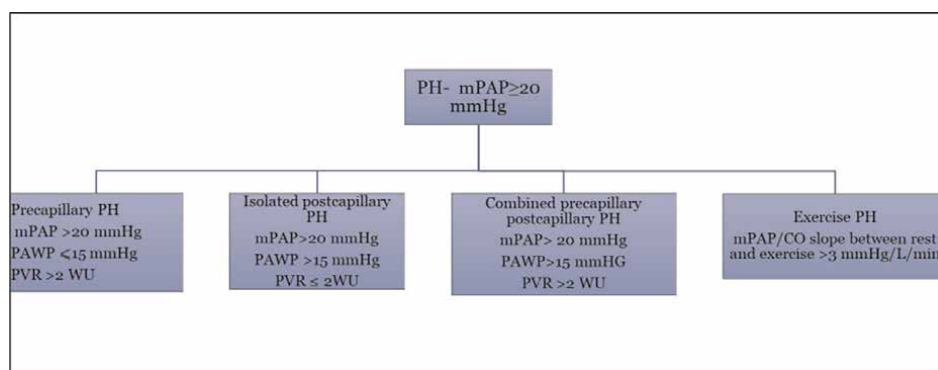 PH- mPAP≥20
mmHg
Precapillary PH
mPAP >20 mmHg
PAWP ⩽15 mmHg
PVR >2 WU
Isolated postcapillary
PH
mPAP>20 mmHg
PAWP >15 mmHg
PVR ≤ 2WU
Combined precapillary
postcapillary PH
mPAP> 20 mmHg
PAWP>15 mmHG
PVR >2 WU
Exercise PH
mPAP/CO slope between rest
and exercise >3 mmHg/L/min